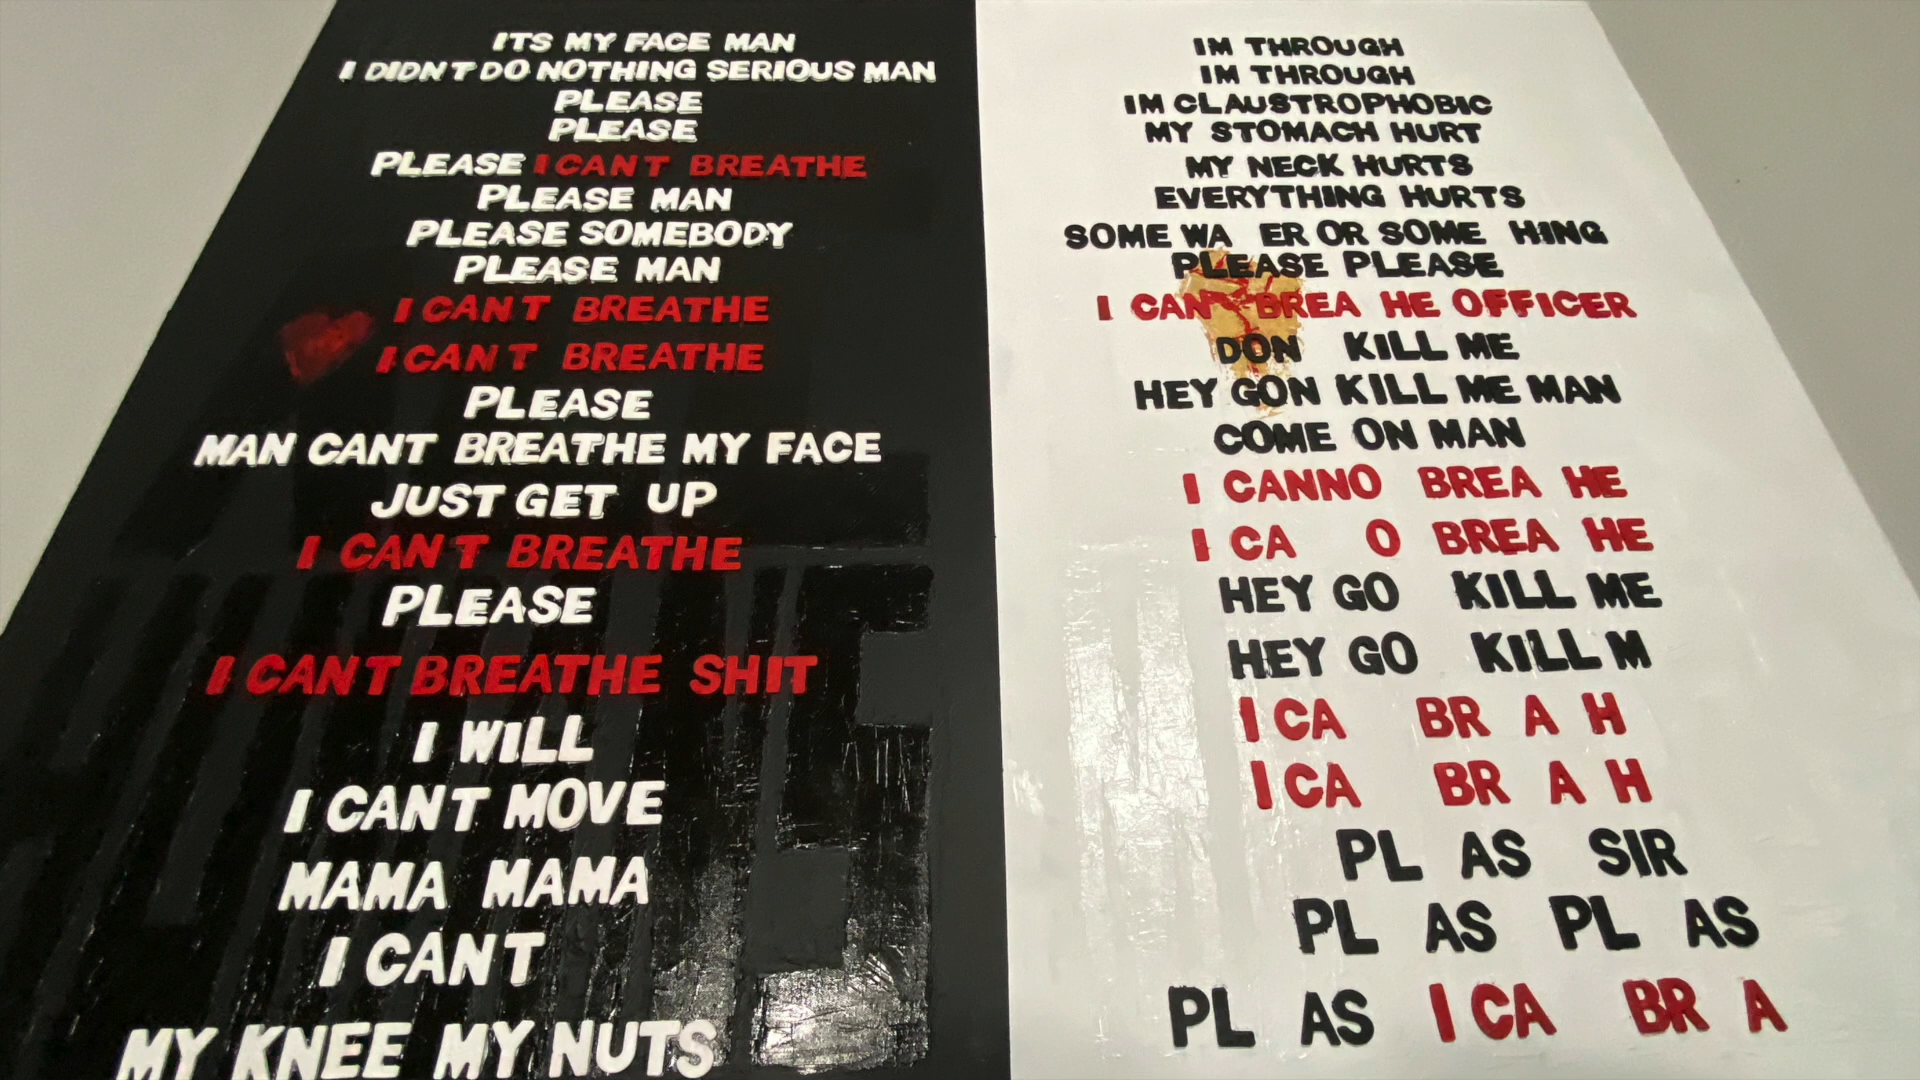 ITS MY FACE MAN
I DIDNT DO NOTHING SERIOUS MAN
PLEASE
PLEASE
PLEASE I CANT BREATHE
PLEASE MAN
PLEASE SOMEBODY
PLEASE MAN
I CANT BREATHE
I CANT BREATHE
PLEASE
MAN CANT BREATHE MY FACE
JUST GET UP
I CANT BREATHE
PLEASE
I CANT BREATHE SHIT
I WILL
I CANT MOVE
MAMA MAMA
I CANT
MY KNEE MY NUTS
IM THROUGH
IM THROUGH
IM CLAUSTROPHOBIC
MY STOMACH HURT
MY NECK HURTS
EVERYTHING HURTS
SOME WA ER OR SOME HING
PLEASE PLEASE
I CAN BREA HE OFFICER
DON KILL ME
HEY GON KILL ME MAN
COME ON MAN
I CANNO BREA HE
I CA O BREA HE
HEY GO KILL ME
HEY GO KILL M
I CA BR A H
I CA BR A H
PL AS SIR
PL AS PL AS
PL AS I CA BR A